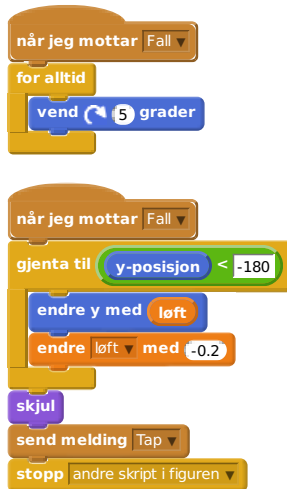 når jeg mottar Fall
for alltid
vend 5 grader
når jeg mottar Fall
gjenta til y-posisjon < -180
endre y med løft
endre løft med -0.2
skjul
send melding Tap
stopp andre skript i figuren